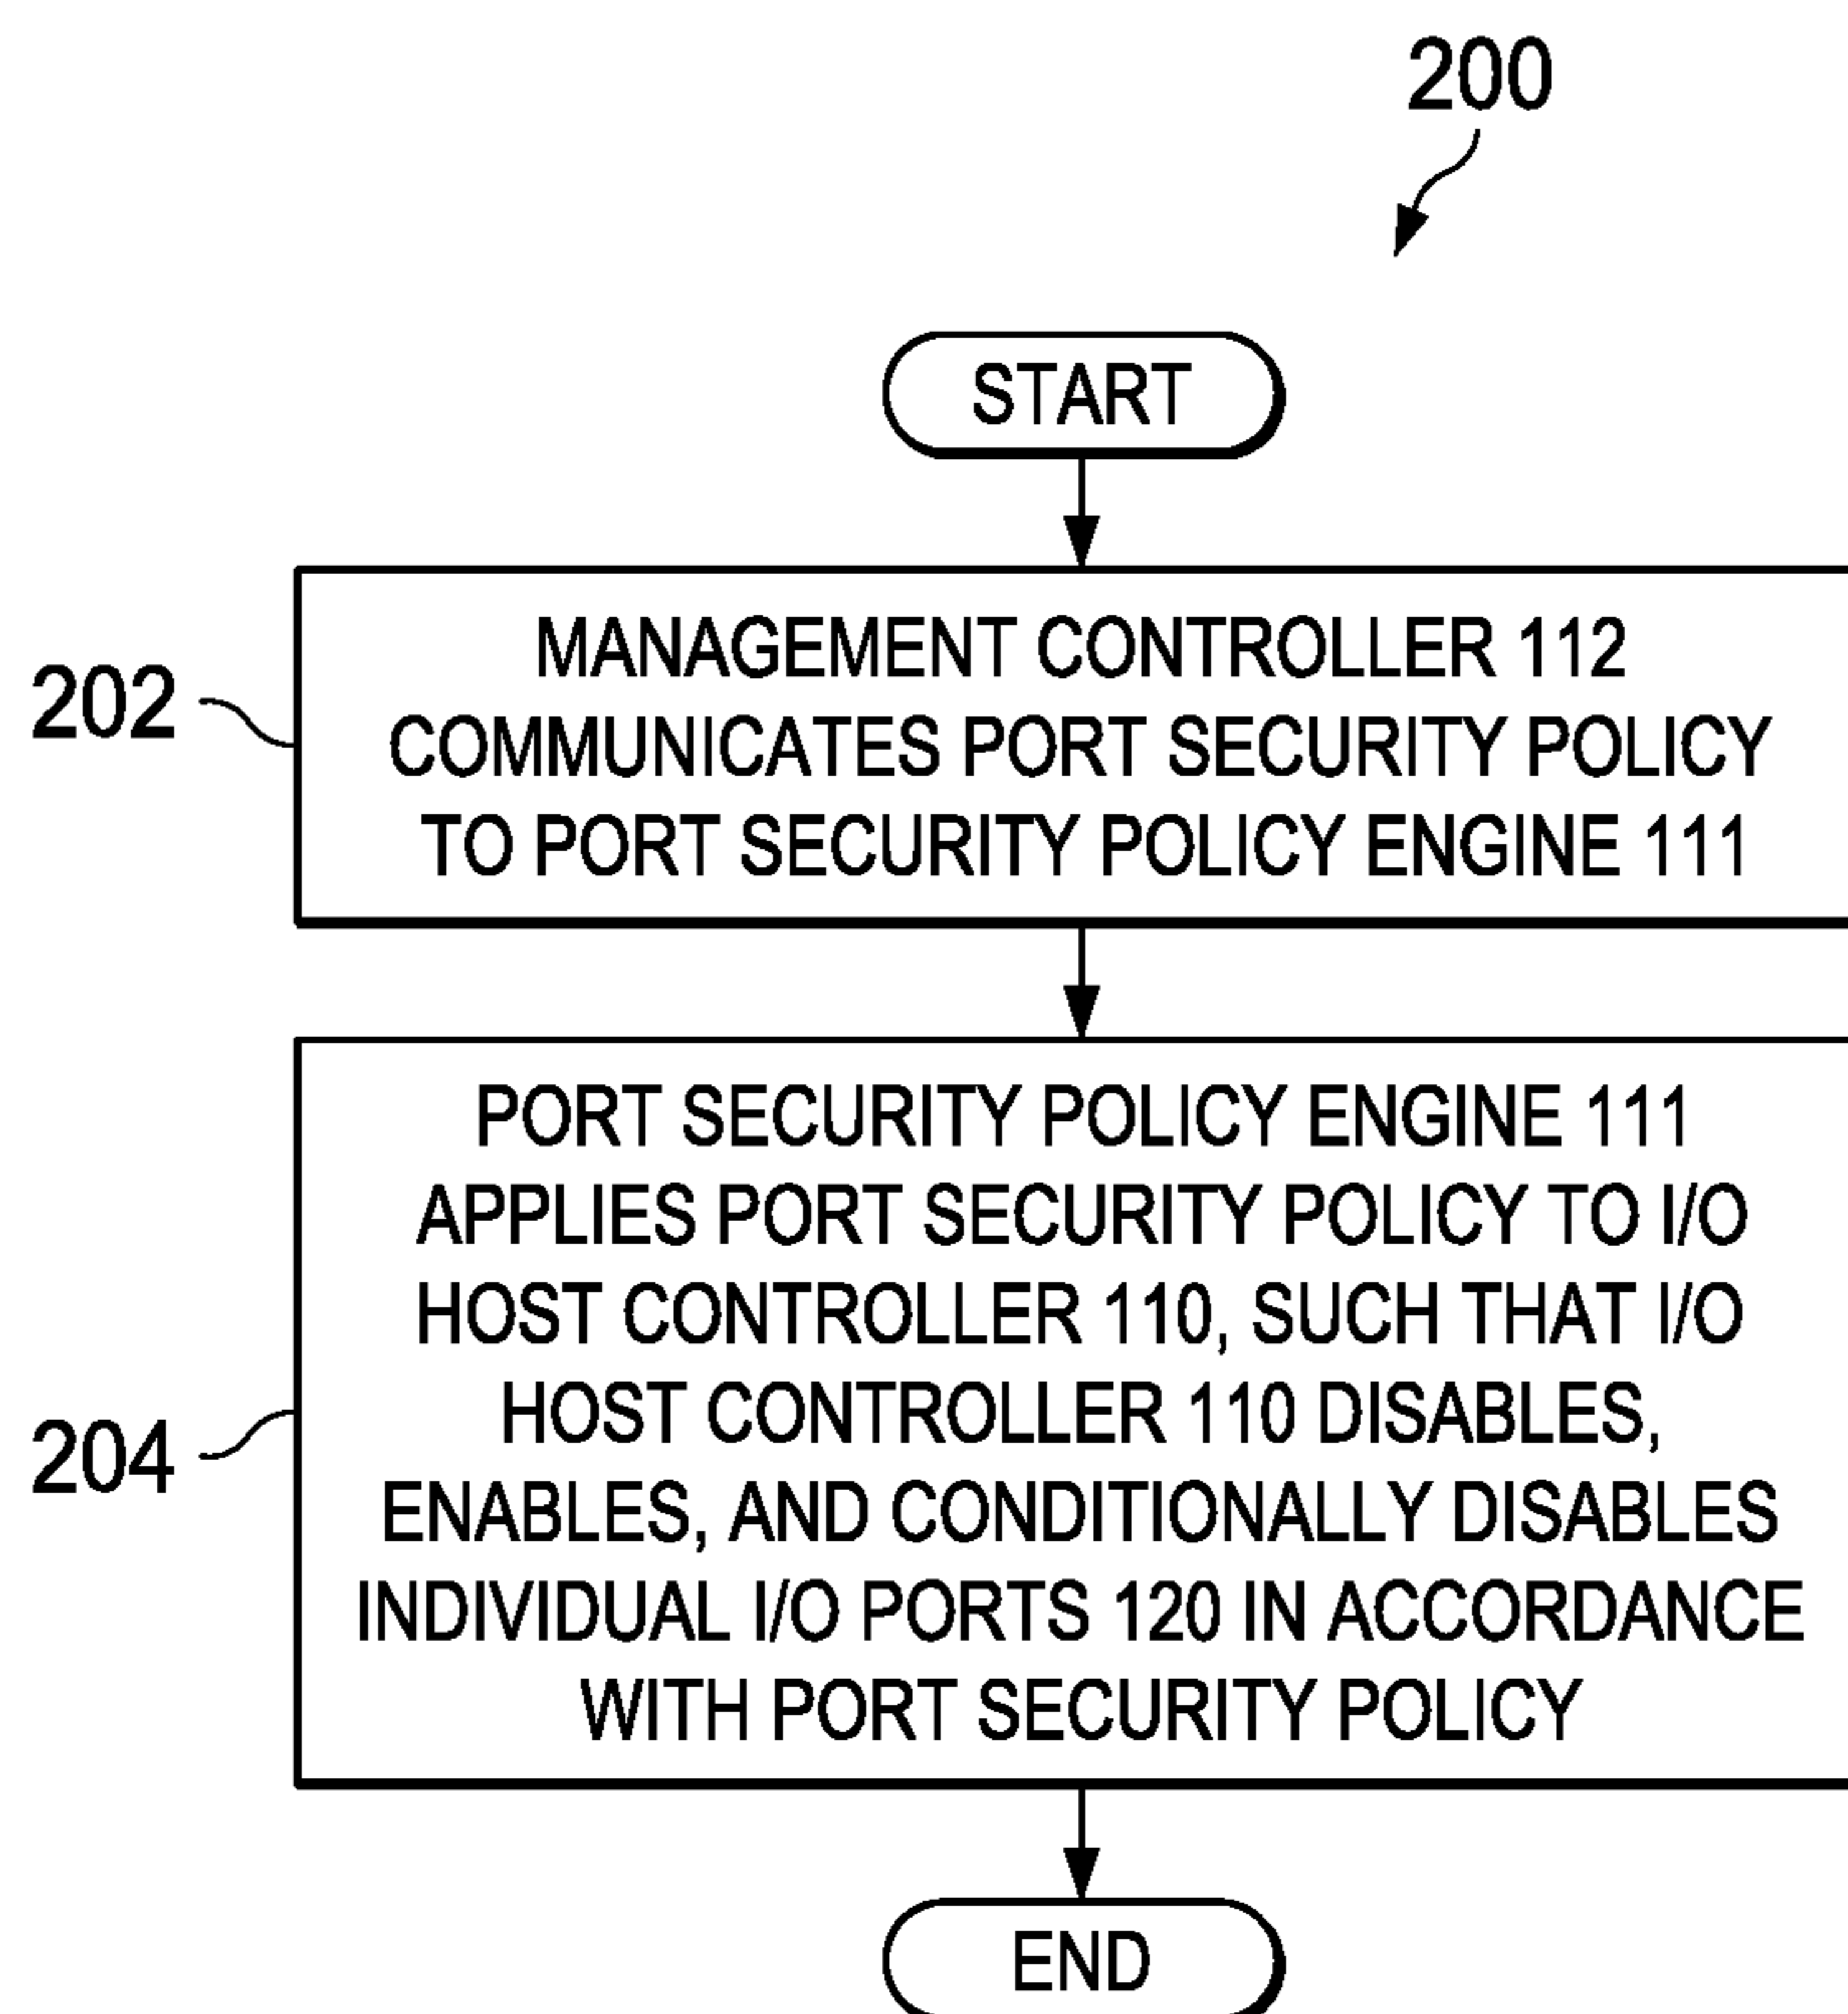 200
START
202
MANAGEMENT CONTROLLER 112
COMMUNICATES PORT SECURITY POLICY
TO PORT SECURITY POLICY ENGINE 111
204
PORT SECURITY POLICY ENGINE 111
APPLIES PORT SECURITY POLICY TO I/O
HOST CONTROLLER 110, SUCH THAT I/O
HOST CONTROLLER 110 DISABLES,
ENABLES, AND CONDITIONALLY DISABLES
INDIVIDUAL I/O PORTS 120 IN ACCORDANCE
WITH PORT SECURITY POLICY
END